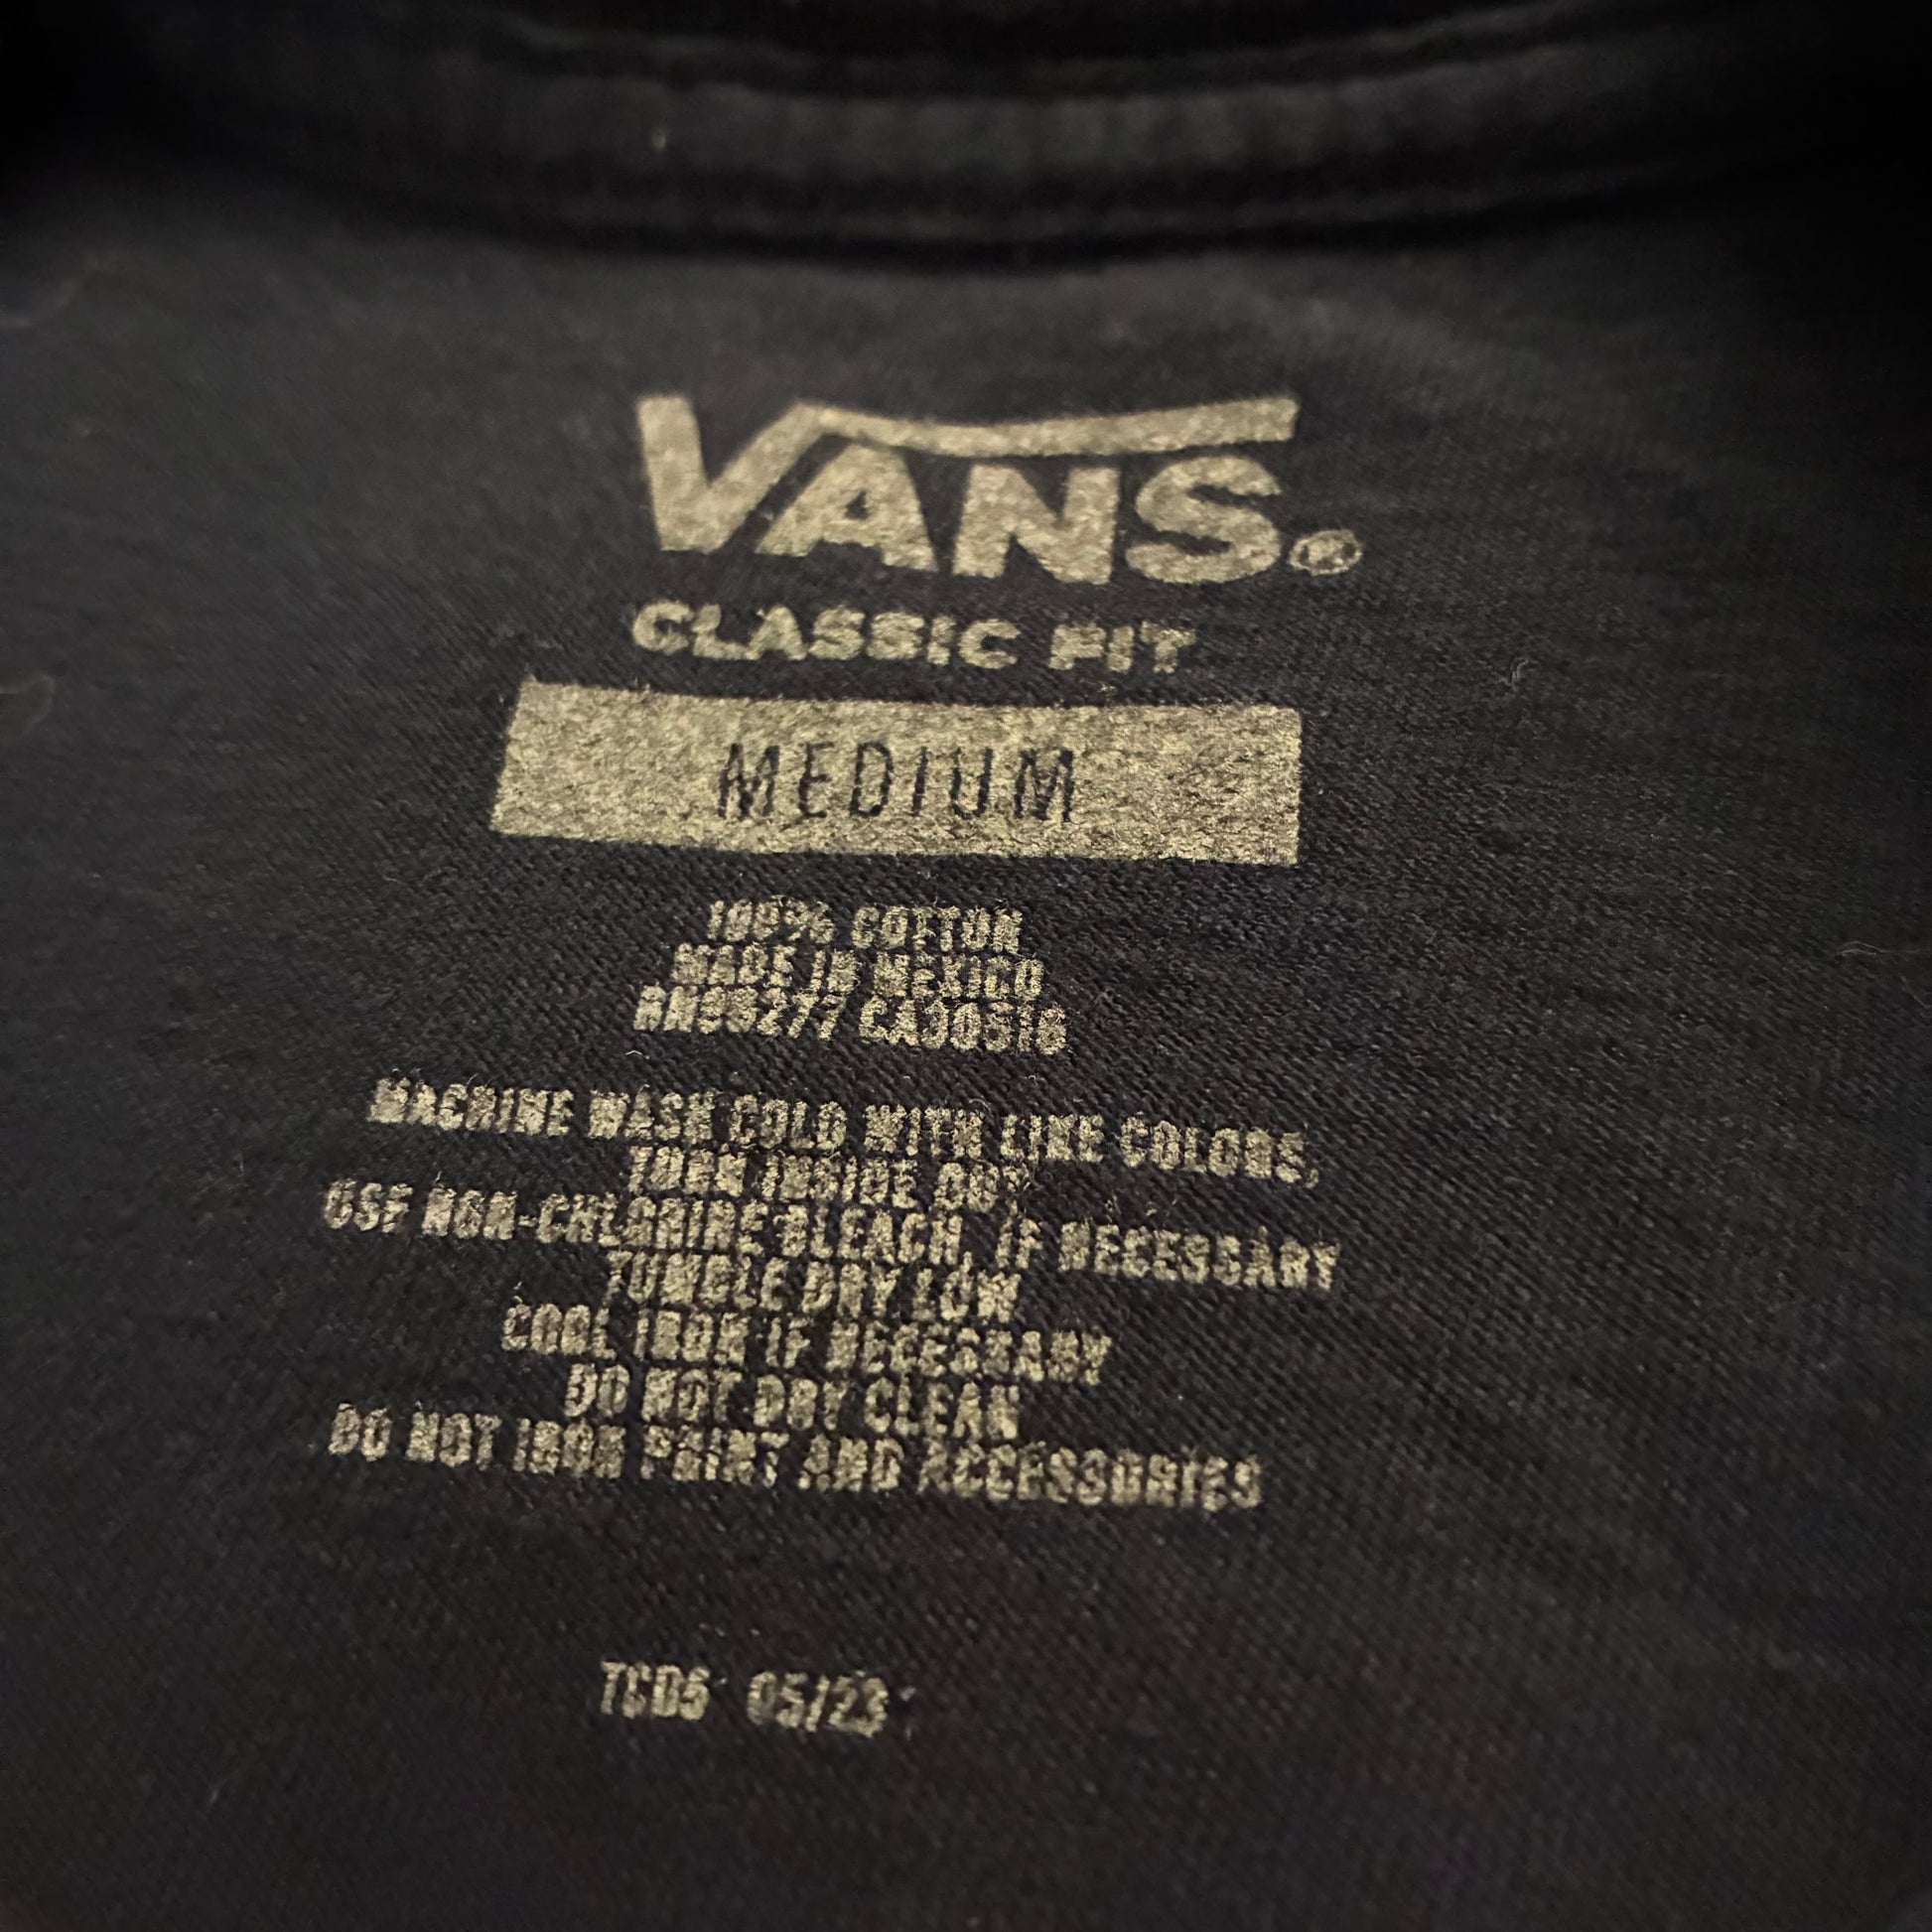 VANS®
CLASSIC FIT
MEDIUM
100% COTTON
MADE IN MEXICO
MACHINE WASH COLD WITH LIKE COLORS,
TURN INSIDE OUT
USE NON-CHLORINE BLEACH, IF NECESSARY
TUMBLE DRY LOW
COOL IRON IF NECESSARY
DO NOT DRY CLEAN
DO NOT IRON PRINT AND ACCESSORIES
05/23